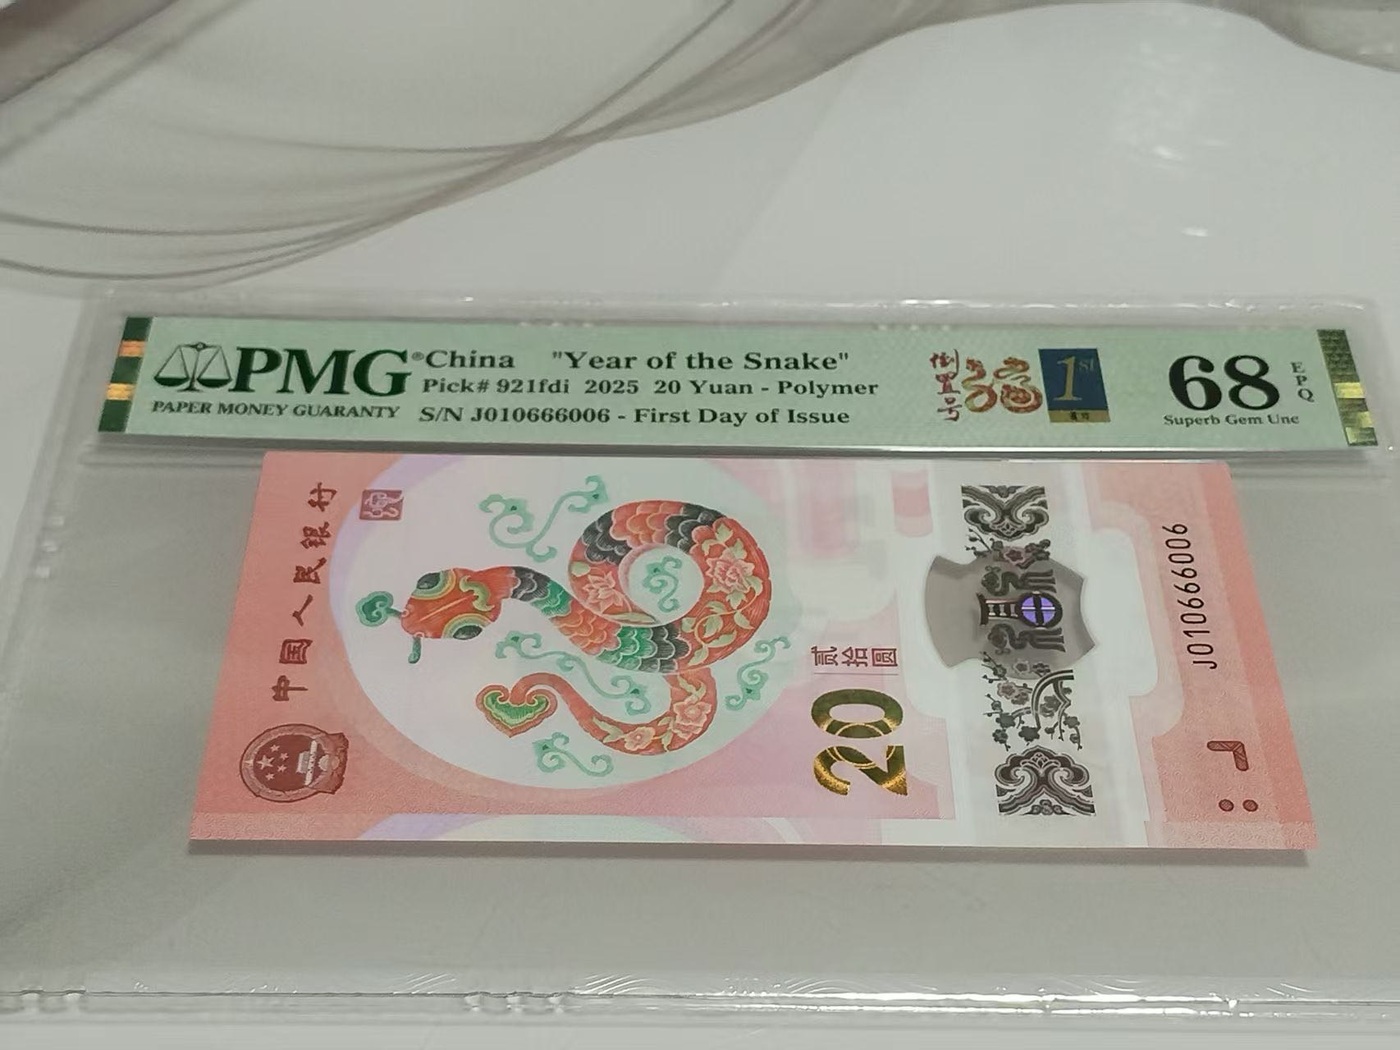 PMG®
PAPER MONEY GUARANTY
China "Year of the Snake"
Pick# 921fdi 2025 20 Yuan - Polymer
S/N J010666006 - First Day of Issue
倒置号
1ST
68
EPQ
Superb Gem Unc
中国人民銀行
贰拾圆
20
J010666006